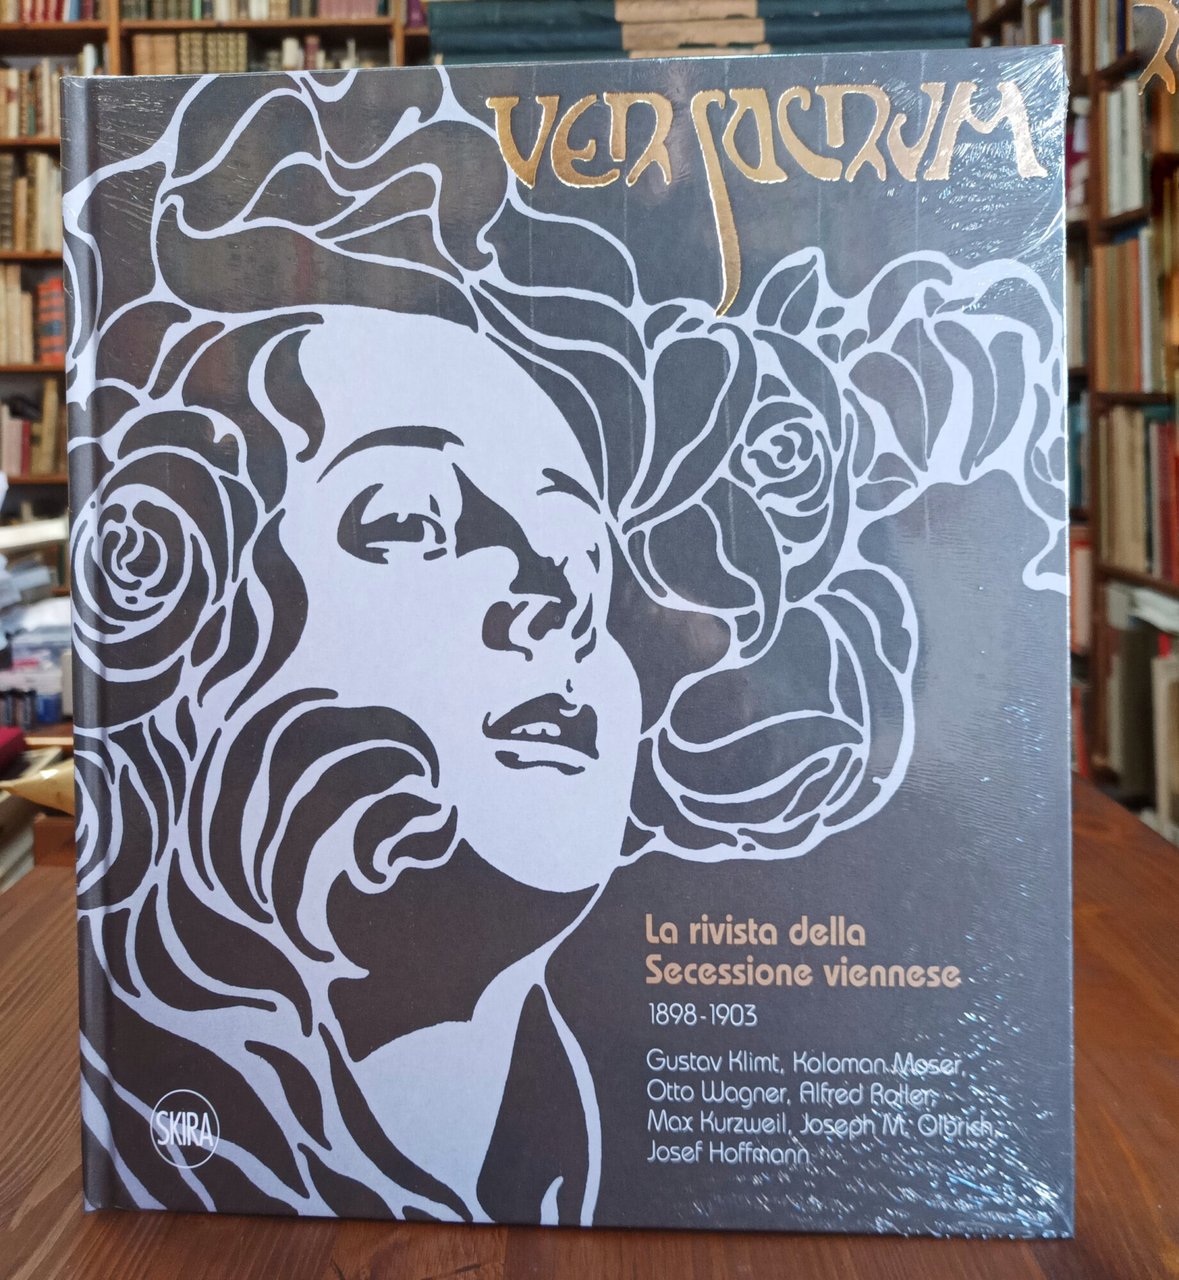 VER SACRUM
La rivista della
Secessione viennese
1898-1903
Gustav Klimt, Koloman Moser,
Otto Wagner, Alfred Roller,
Max Kurzweil, Joseph M. Olbrich,
Josef Hoffmann
SKIRA